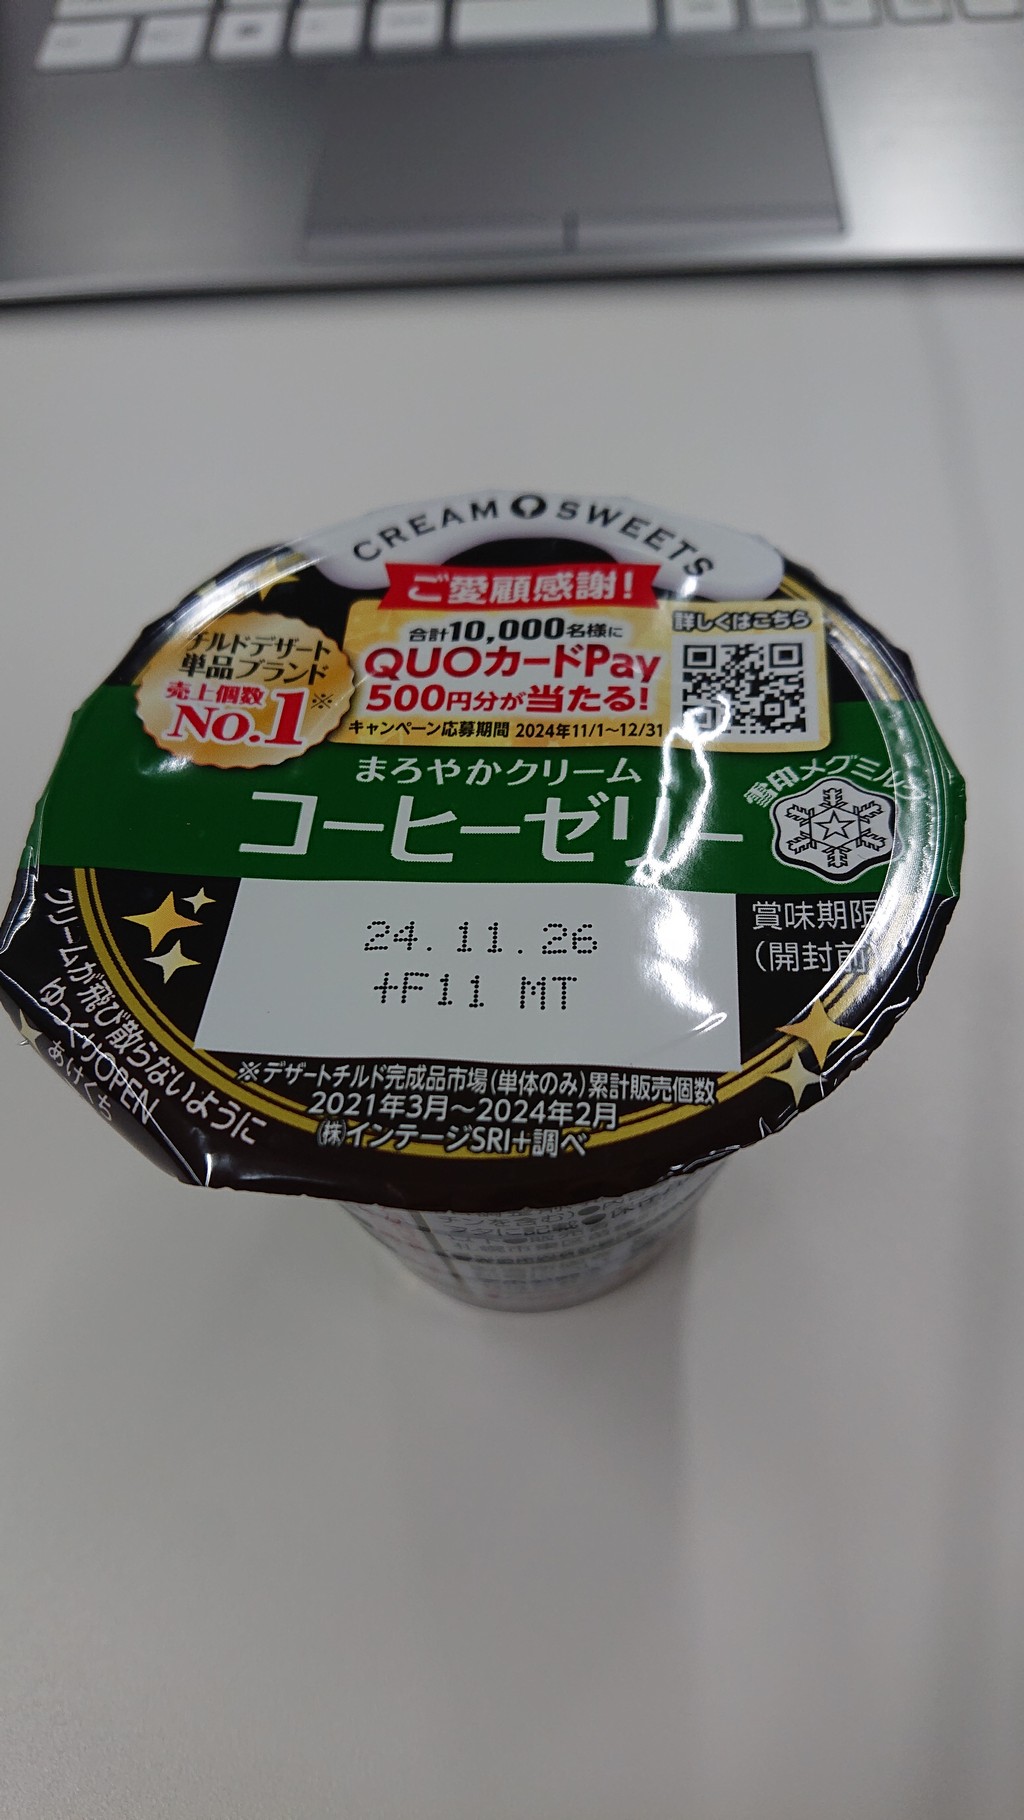 CREAM SWEETS
ご愛顧感謝!
合計10,000名様に
QUOカードPay
500円分が当たる!
キャンペーン応募期間 2024年11/1~12/31
詳しくはこちら
チルドデザート
単品ブランド
売上個数
No.1※
まろやかクリーム
コーヒーゼリー
雪印メグミルク
24.11.26
+F11 MT
賞味期限
(開封前
※デザートチルド完成品市場(単体のみ)累計販売個数
2021年3月~2024年2月
㈱インテージSRI+調べ
クリームが飛び散らないように
ゆっくりOPEN
あけくち